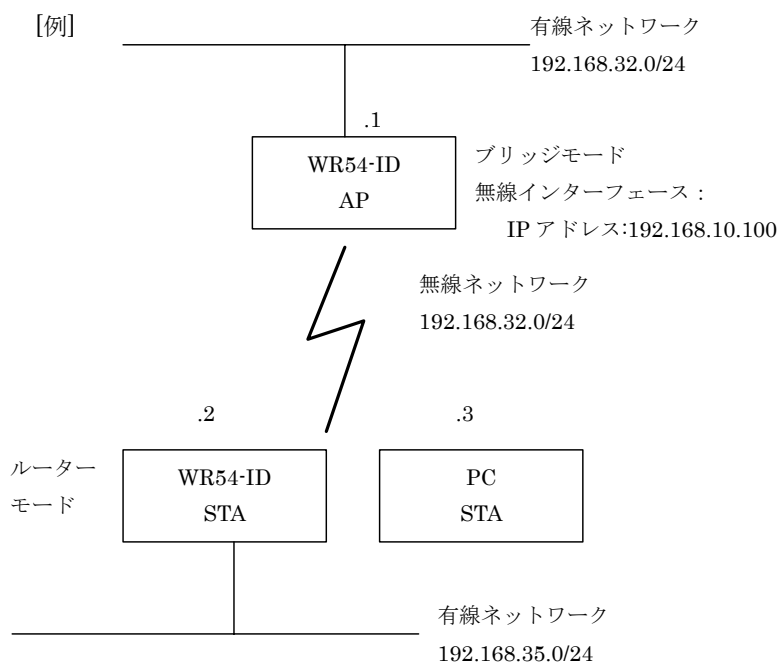 [例]
有線ネットワーク
192.168.32.0/24
.1
WR54-ID
AP
ブリッジモード
無線インターフェース：
IP アドレス:192.168.10.100
無線ネットワーク
192.168.32.0/24
.2
.3
ルーター
モード
WR54-ID
STA
PC
STA
有線ネットワーク
192.168.35.0/24